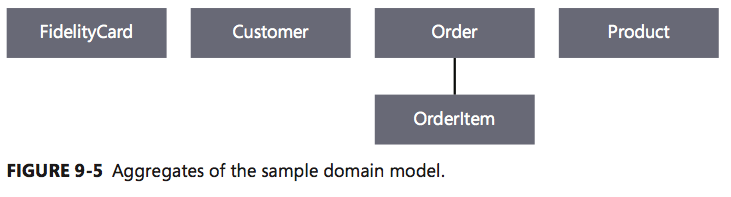 FidelityCard Customer Order Product
OrderItem
FIGURE 9-5 Aggregates of the sample domain model.